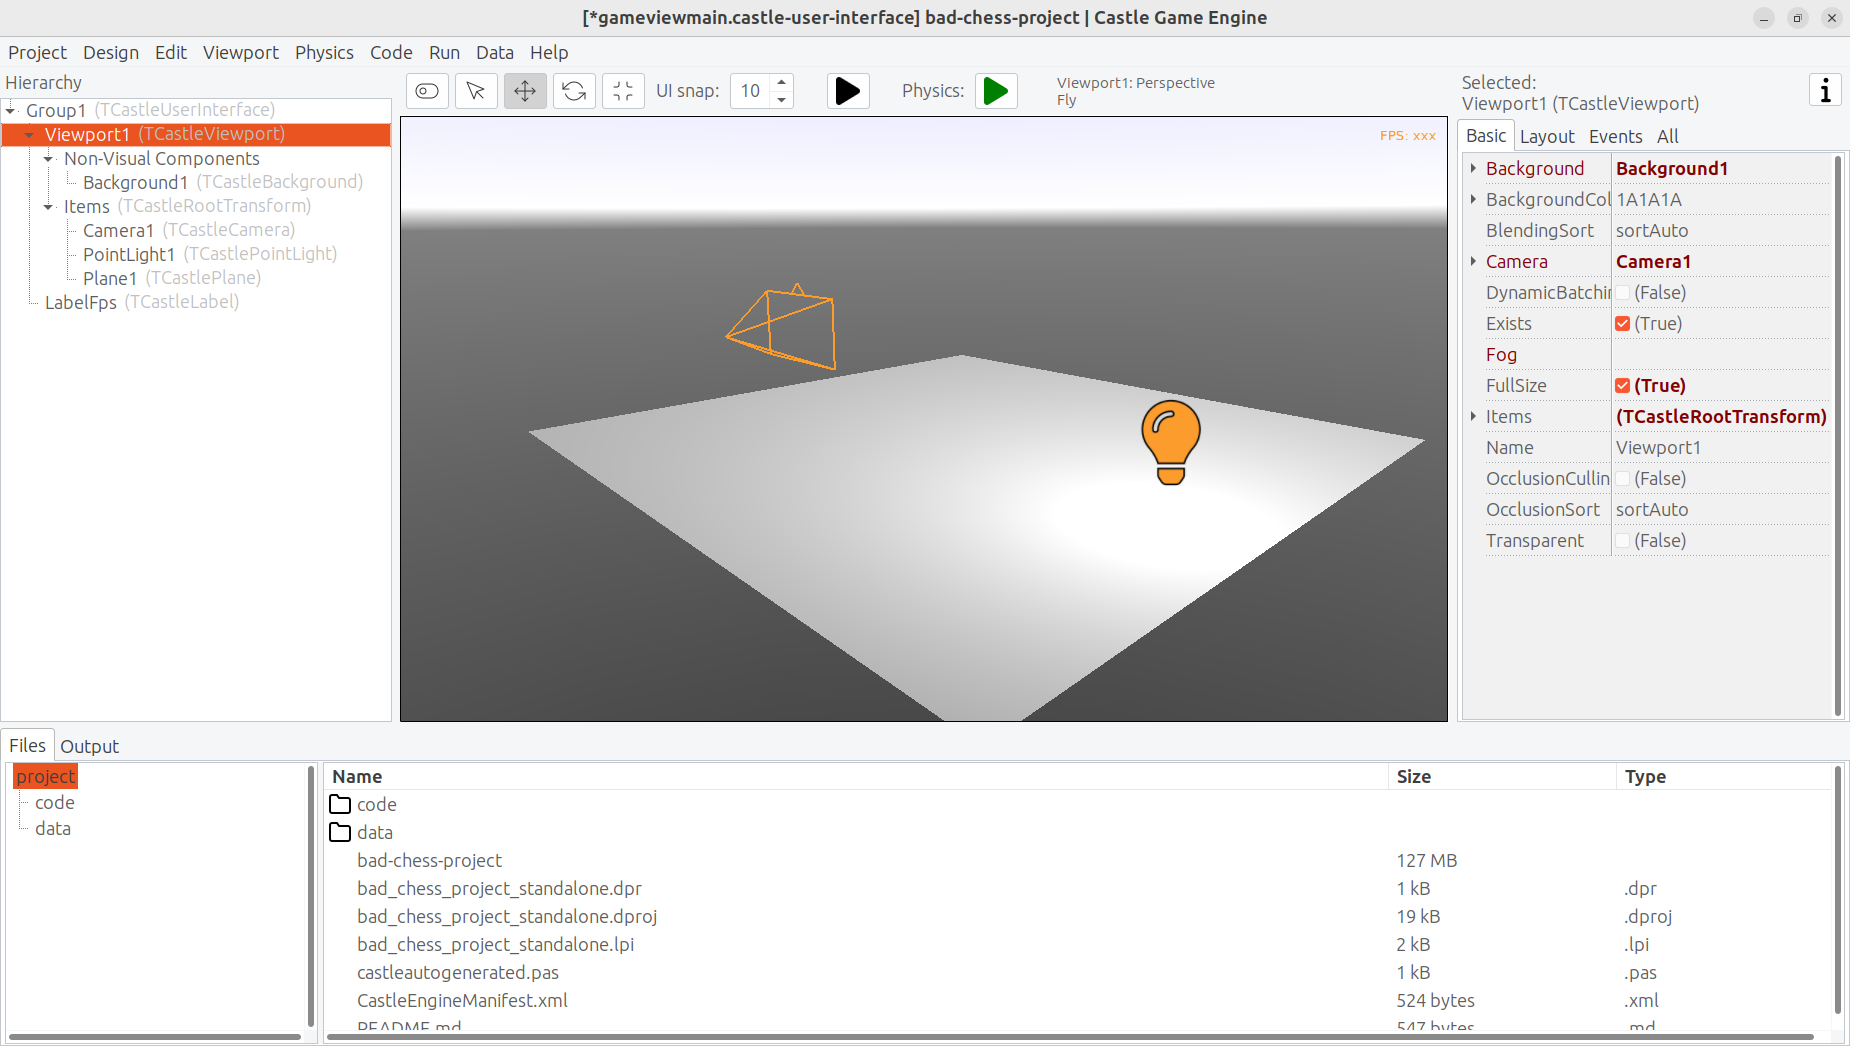 [*gameviewmain.castle-user-interface] bad-chess-project | Castle Game Engine
Project Design Edit Viewport Physics Code Run Data Help
Hierarchy
Group1 (TCastleUserInterface)
Viewport1 (TCastleViewport)
Non-Visual Components
Background1 (TCastleBackground)
Items (TCastleRootTransform)
Camera1 (TCastleCamera)
PointLight1 (TCastlePointLight)
Plane1 (TCastlePlane)
LabelFps (TCastleLabel)
UI snap: 10
Physics:
Viewport1: Perspective
Fly
FPS: xxx
Selected:
Viewport1 (TCastleViewport)
i
Basic Layout Events All
Background Background1
BackgroundCol 1A1A1A
BlendingSort sortAuto
Camera Camera1
DynamicBatchin (False)
Exists (True)
Fog
FullSize (True)
Items (TCastleRootTransform)
Name Viewport1
OcclusionCullin (False)
OcclusionSort sortAuto
Transparent (False)
Files Output
project
code
data
Name Size Type
code
data
bad-chess-project 127 MB
bad_chess_project_standalone.dpr 1 kB .dpr
bad_chess_project_standalone.dproj 19 kB .dproj
bad_chess_project_standalone.lpi 2 kB .lpi
castleautogenerated.pas 1 kB .pas
CastleEngineManifest.xml 524 bytes .xml
README.md 547 bytes .md